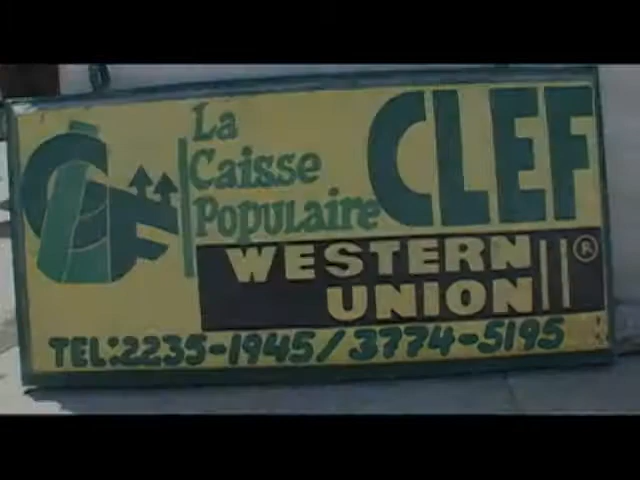 La
Caisse
Populaire
CLEF
WESTERN
UNION ®
TEL:2235-1945/3774-5195